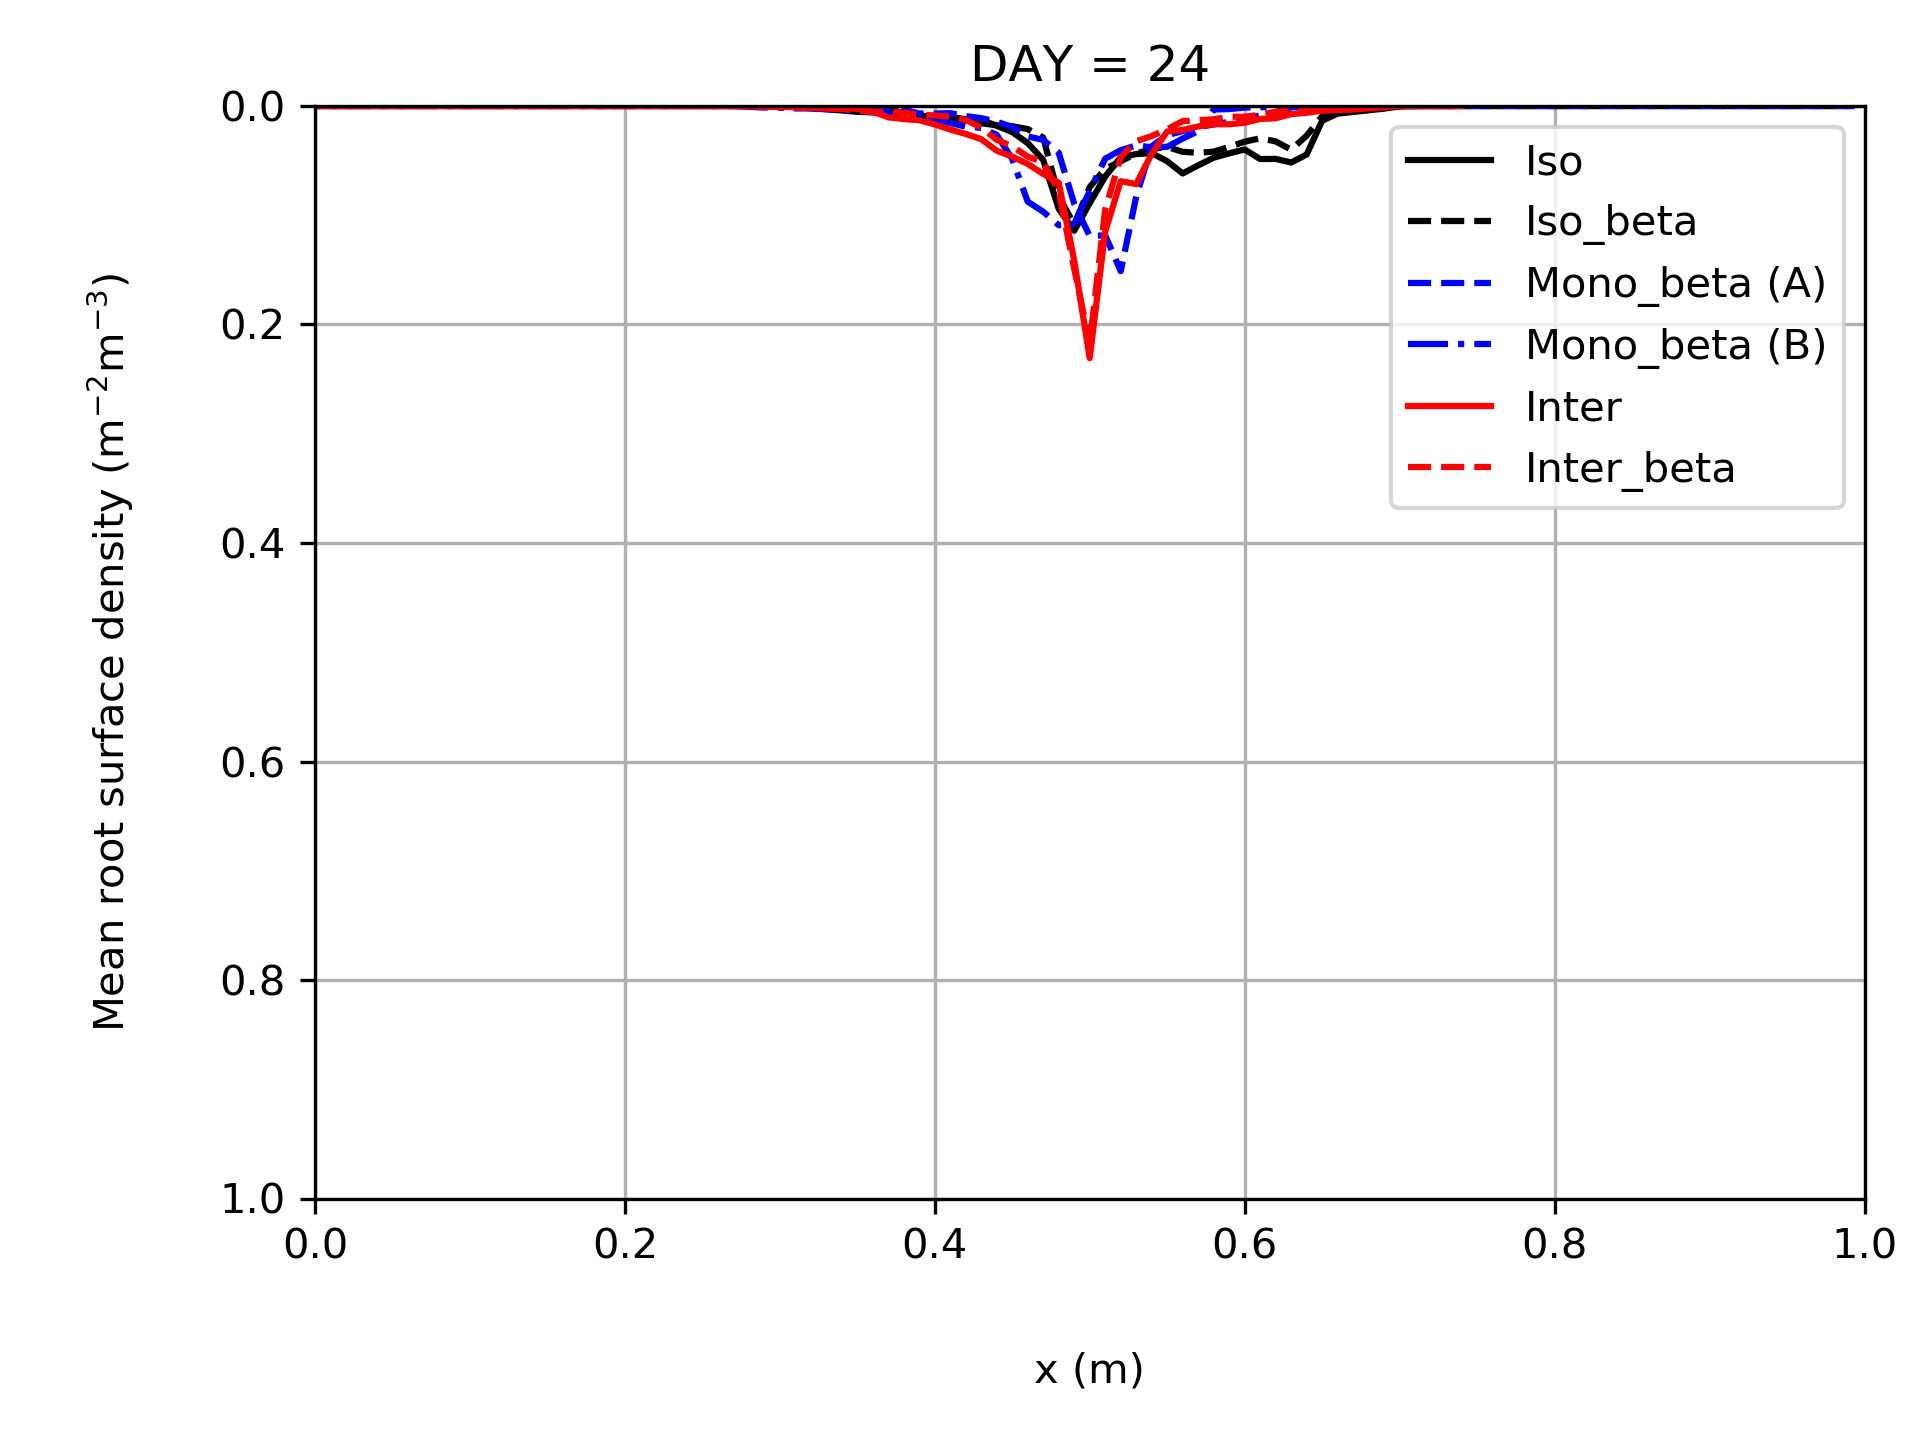 DAY = 24
0.0
0.2
0.4
0.6
0.8
1.0
Mean root surface density (m⁻²m⁻³)
0.0 0.2 0.4 0.6 0.8 1.0
x (m)
Iso
Iso_beta
Mono_beta (A)
Mono_beta (B)
Inter
Inter_beta